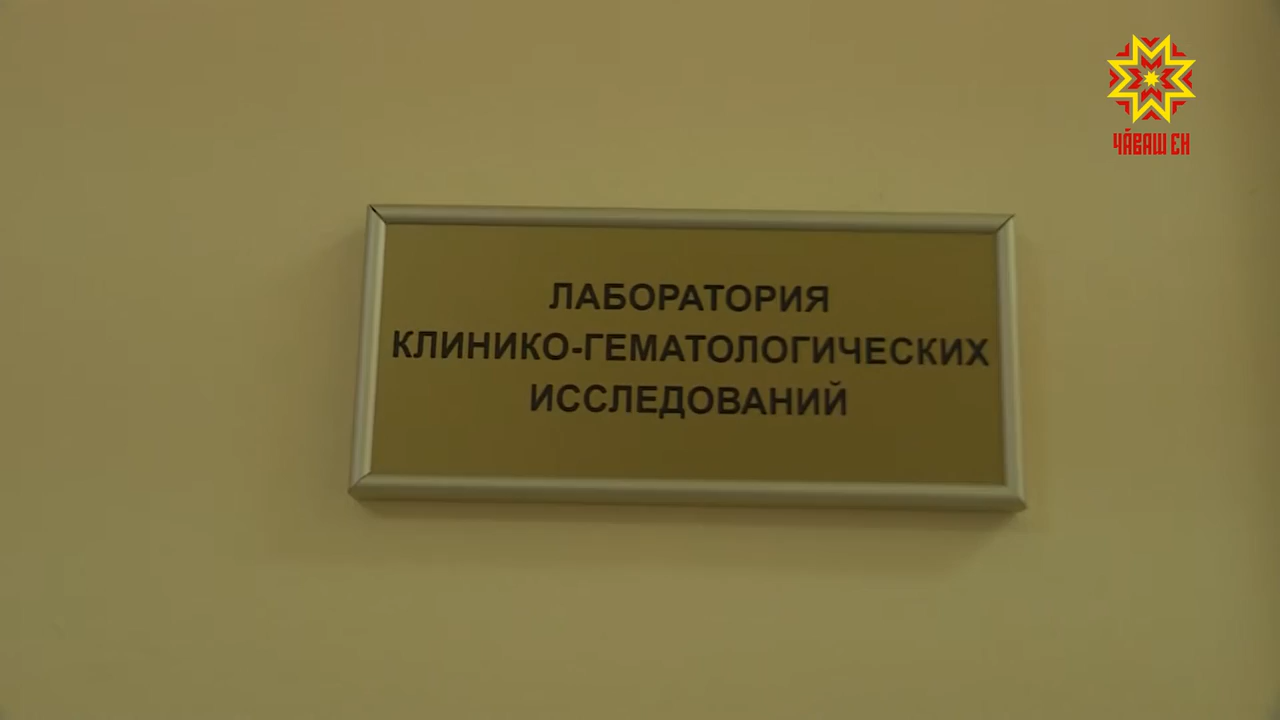 ЧӐВАШ ЕН
ЛАБОРАТОРИЯ
КЛИНИКО-ГЕМАТОЛОГИЧЕСКИХ
ИССЛЕДОВАНИЙ